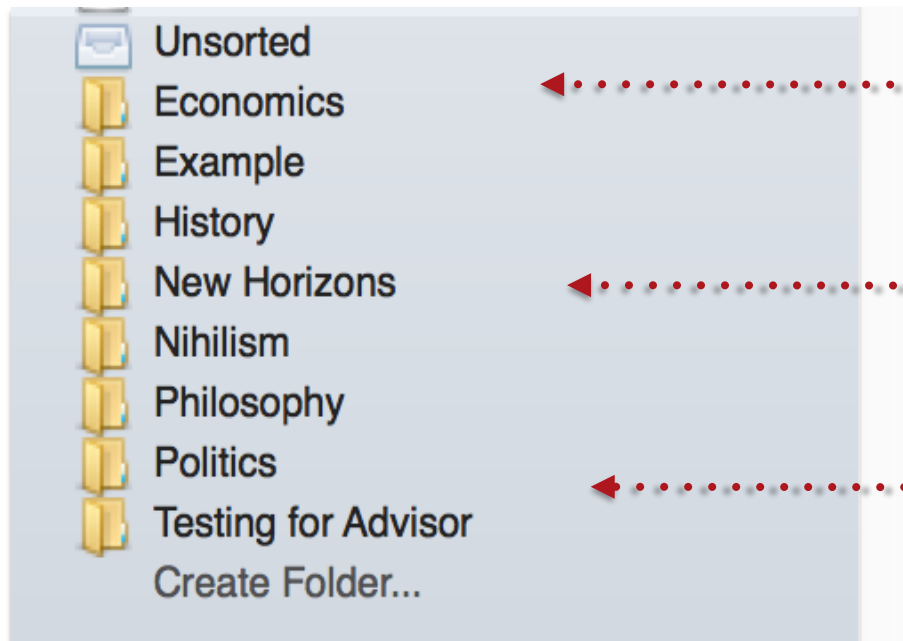 Unsorted
Economics
Example
History
New Horizons
Nihilism
Philosophy
Politics
Testing for Advisor
Create Folder...